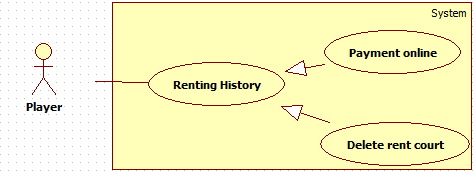 System
Payment online
Renting History
Player
Delete rent court